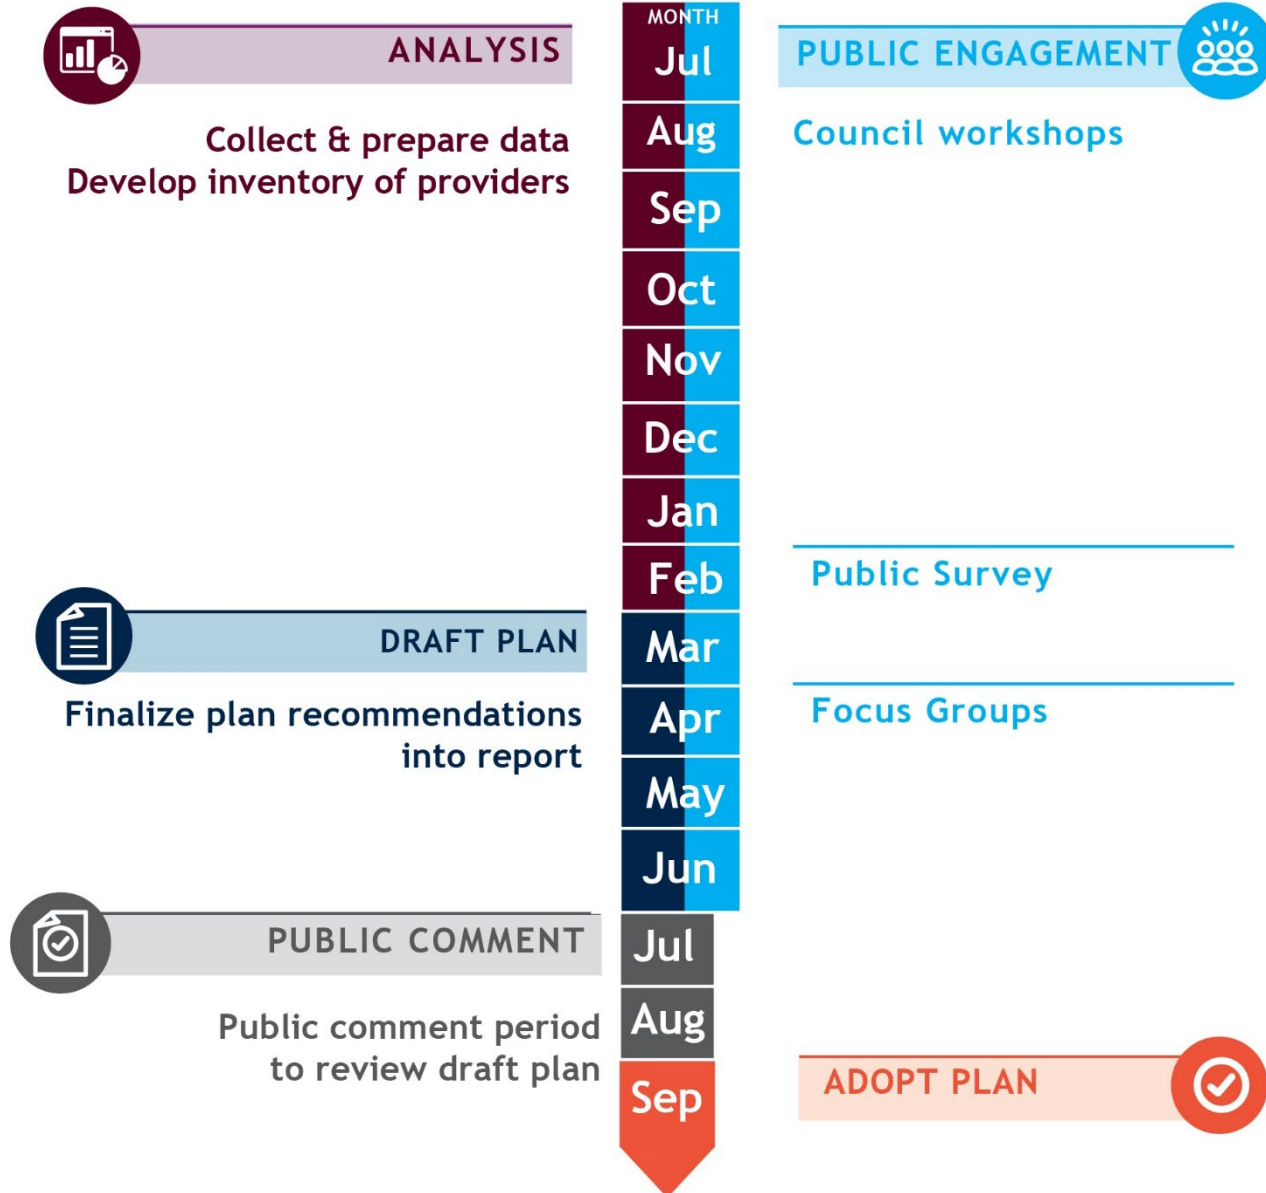 MONTH
ANALYSIS
Jul
PUBLIC ENGAGEMENT
Collect & prepare data
Develop inventory of providers
Aug
Council workshops
Sep
Oct
Nov
Dec
Jan
Feb
Public Survey
DRAFT PLAN
Mar
Finalize plan recommendations
into report
Apr
Focus Groups
May
Jun
PUBLIC COMMENT
Jul
Public comment period
to review draft plan
Aug
Sep
ADOPT PLAN